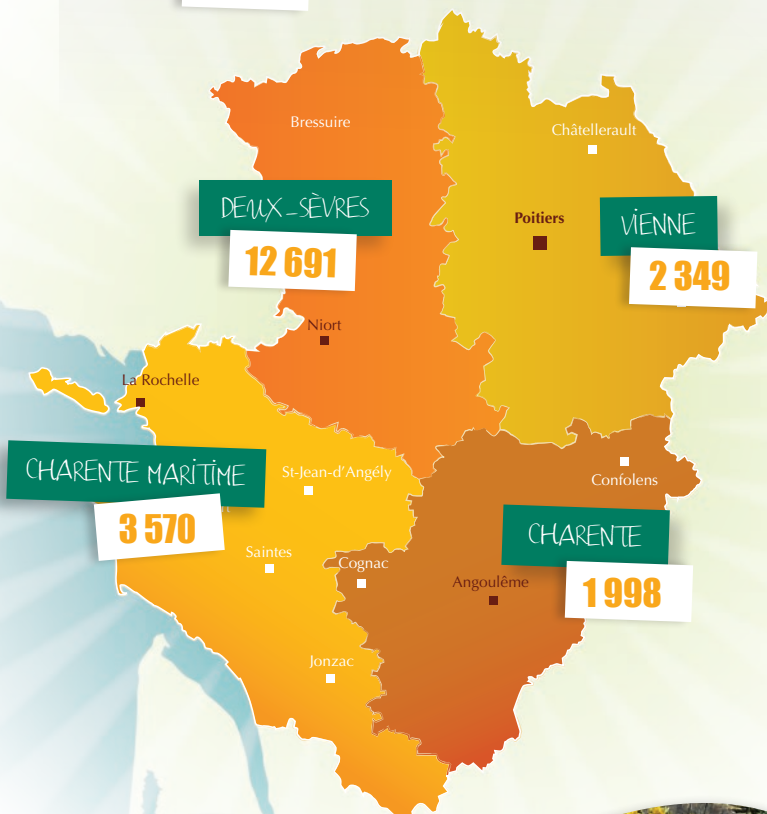 Bressuire
Châtellerault
DEUX-SÈVRES
12 691
Poitiers
VIENNE
2 349
Niort
La Rochelle
CHARENTE MARITIME
3 570
St-Jean-d'Angély
Confolens
CHARENTE
1 998
Saintes
Cognac
Angoulême
Jonzac